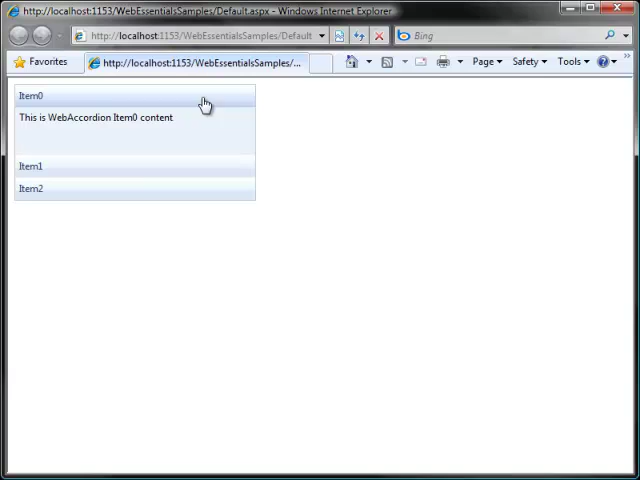 http://localhost:1153/WebEssentialsSamples/Default.aspx - Windows Internet Explorer
http://localhost:1153/WebEssentialsSamples/Default
Bing
Favorites
http://localhost:1153/WebEssentialsSamples/...
Page
Safety
Tools
Item0
This is WebAccordion Item0 content
Item1
Item2